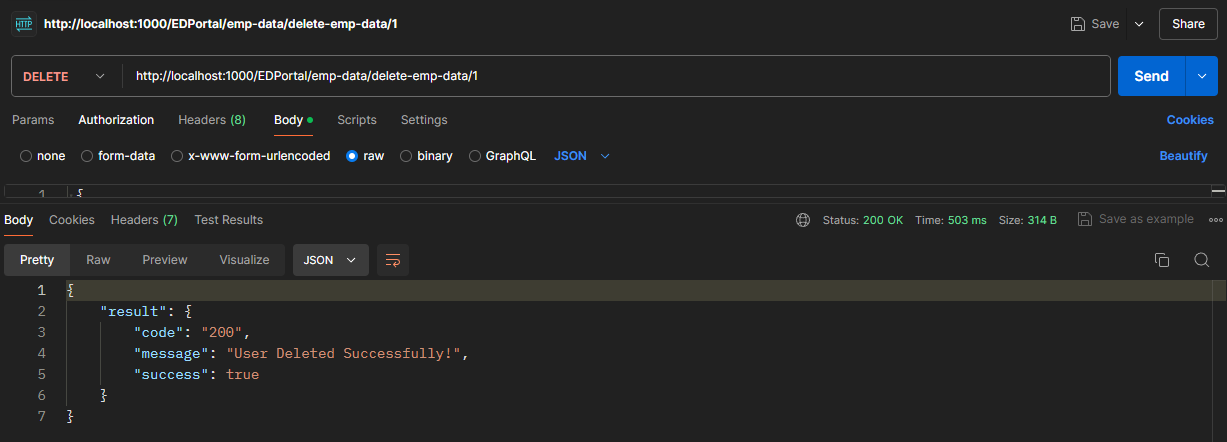 HTTP http://localhost:1000/EDPortal/emp-data/delete-emp-data/1 Save Share
DELETE http://localhost:1000/EDPortal/emp-data/delete-emp-data/1 Send
Params Authorization Headers (8) Body Scripts Settings Cookies
none form-data x-www-form-urlencoded raw binary GraphQL JSON Beautify
1 {
Body Cookies Headers (7) Test Results Status: 200 OK Time: 503 ms Size: 314 B Save as example
Pretty Raw Preview Visualize JSON
1 {
2 "result": {
3 "code": "200",
4 "message": "User Deleted Successfully!",
5 "success": true
6 }
7 }